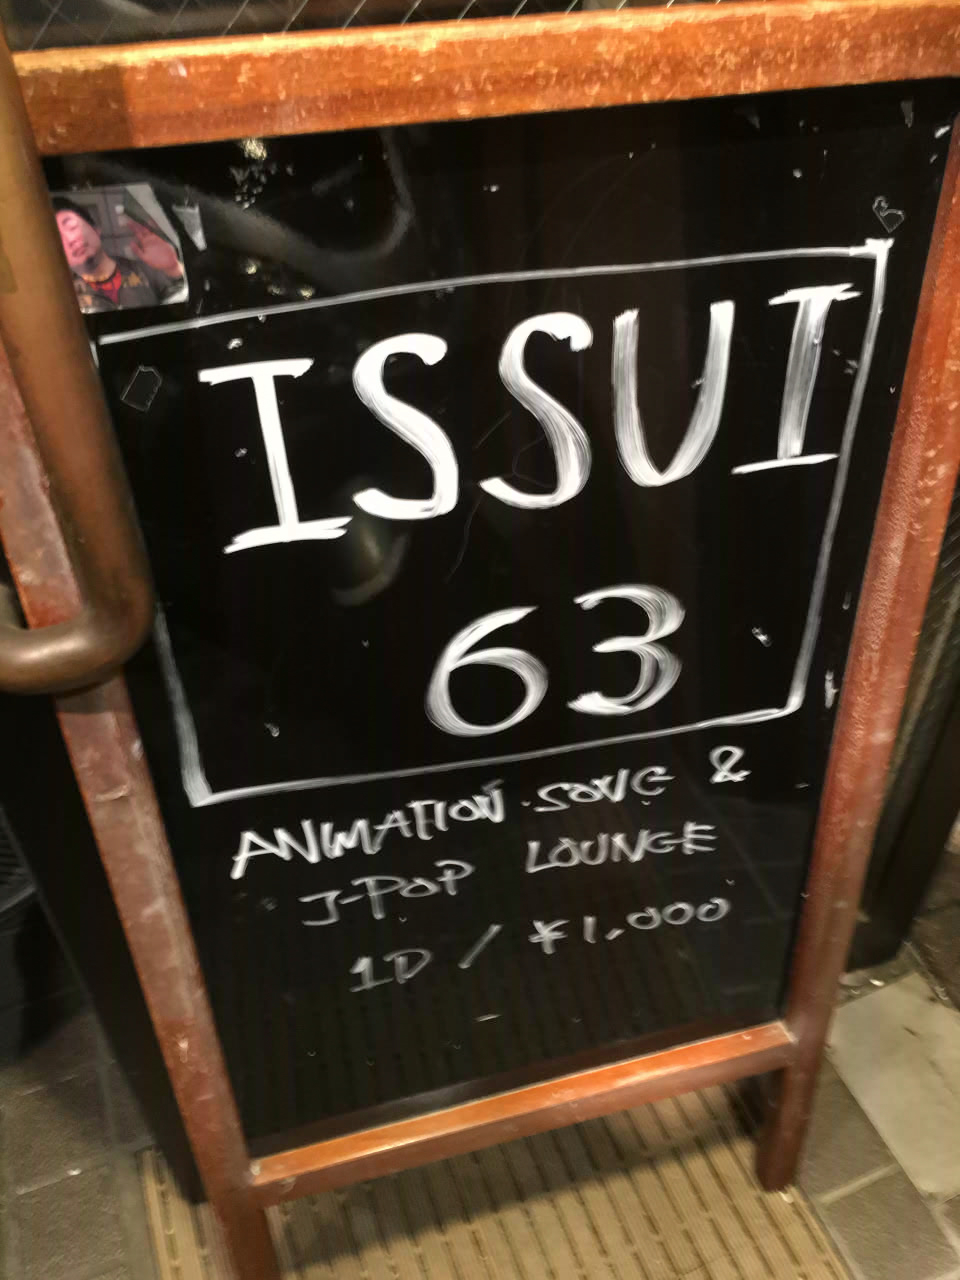 ISSUI
63
ANIMATION SONG &
J-POP LOUNGE
1D / ¥1.000